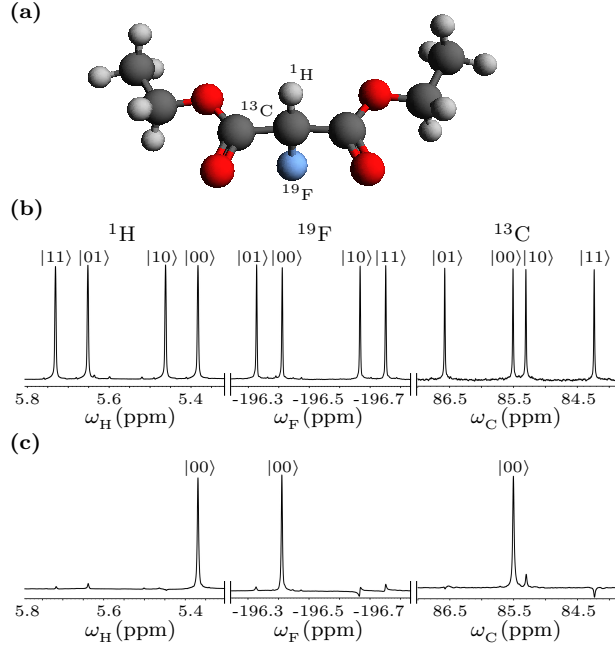 (a)
¹H
¹³C
¹⁹F
(b)
¹H ¹⁹F ¹³C
|11⟩ |01⟩ |10⟩ |00⟩ |01⟩ |00⟩ |10⟩ |11⟩ |01⟩ |00⟩ |10⟩ |11⟩
5.8 5.6 5.4 -196.3 -196.5 -196.7 86.5 85.5 84.5
ω_H (ppm) ω_F (ppm) ω_C (ppm)
(c)
|00⟩ |00⟩ |00⟩
5.8 5.6 5.4 -196.3 -196.5 -196.7 86.5 85.5 84.5
ω_H (ppm) ω_F (ppm) ω_C (ppm)